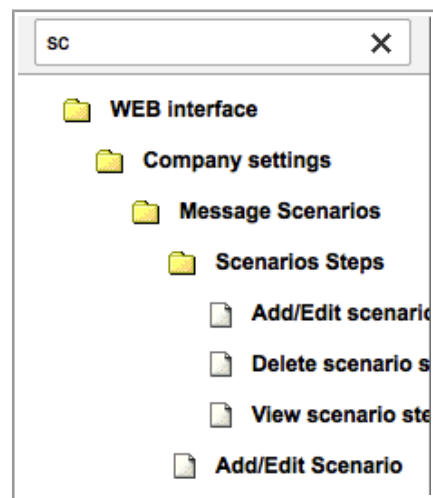 sc
WEB interface
Company settings
Message Scenarios
Scenarios Steps
Add/Edit scenario
Delete scenario s
View scenario ste
Add/Edit Scenario